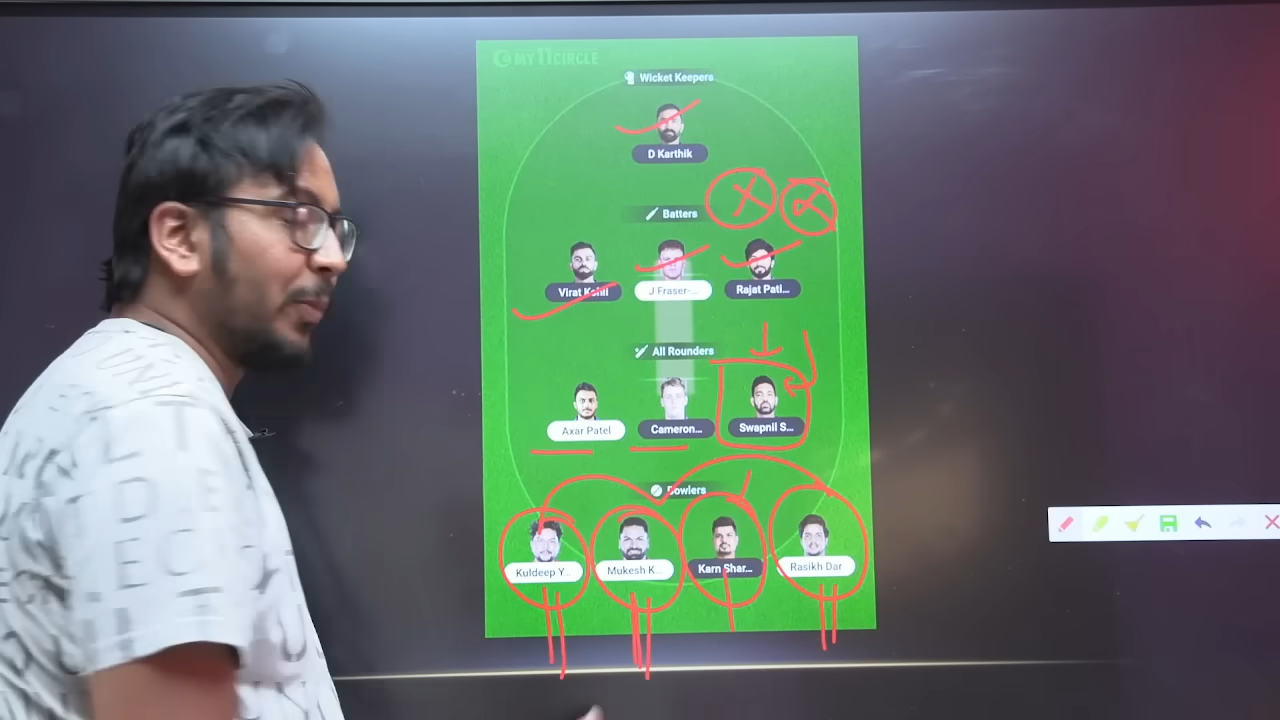 MY11CIRCLE
Wicket Keepers
D Karthik
Batters
Virat Kohli
J Fraser-...
Rajat Pati...
All Rounders
Axar Patel
Cameron...
Swapnil S...
Bowlers
Kuldeep Y...
Mukesh K...
Karn Shar...
Rasikh Dar